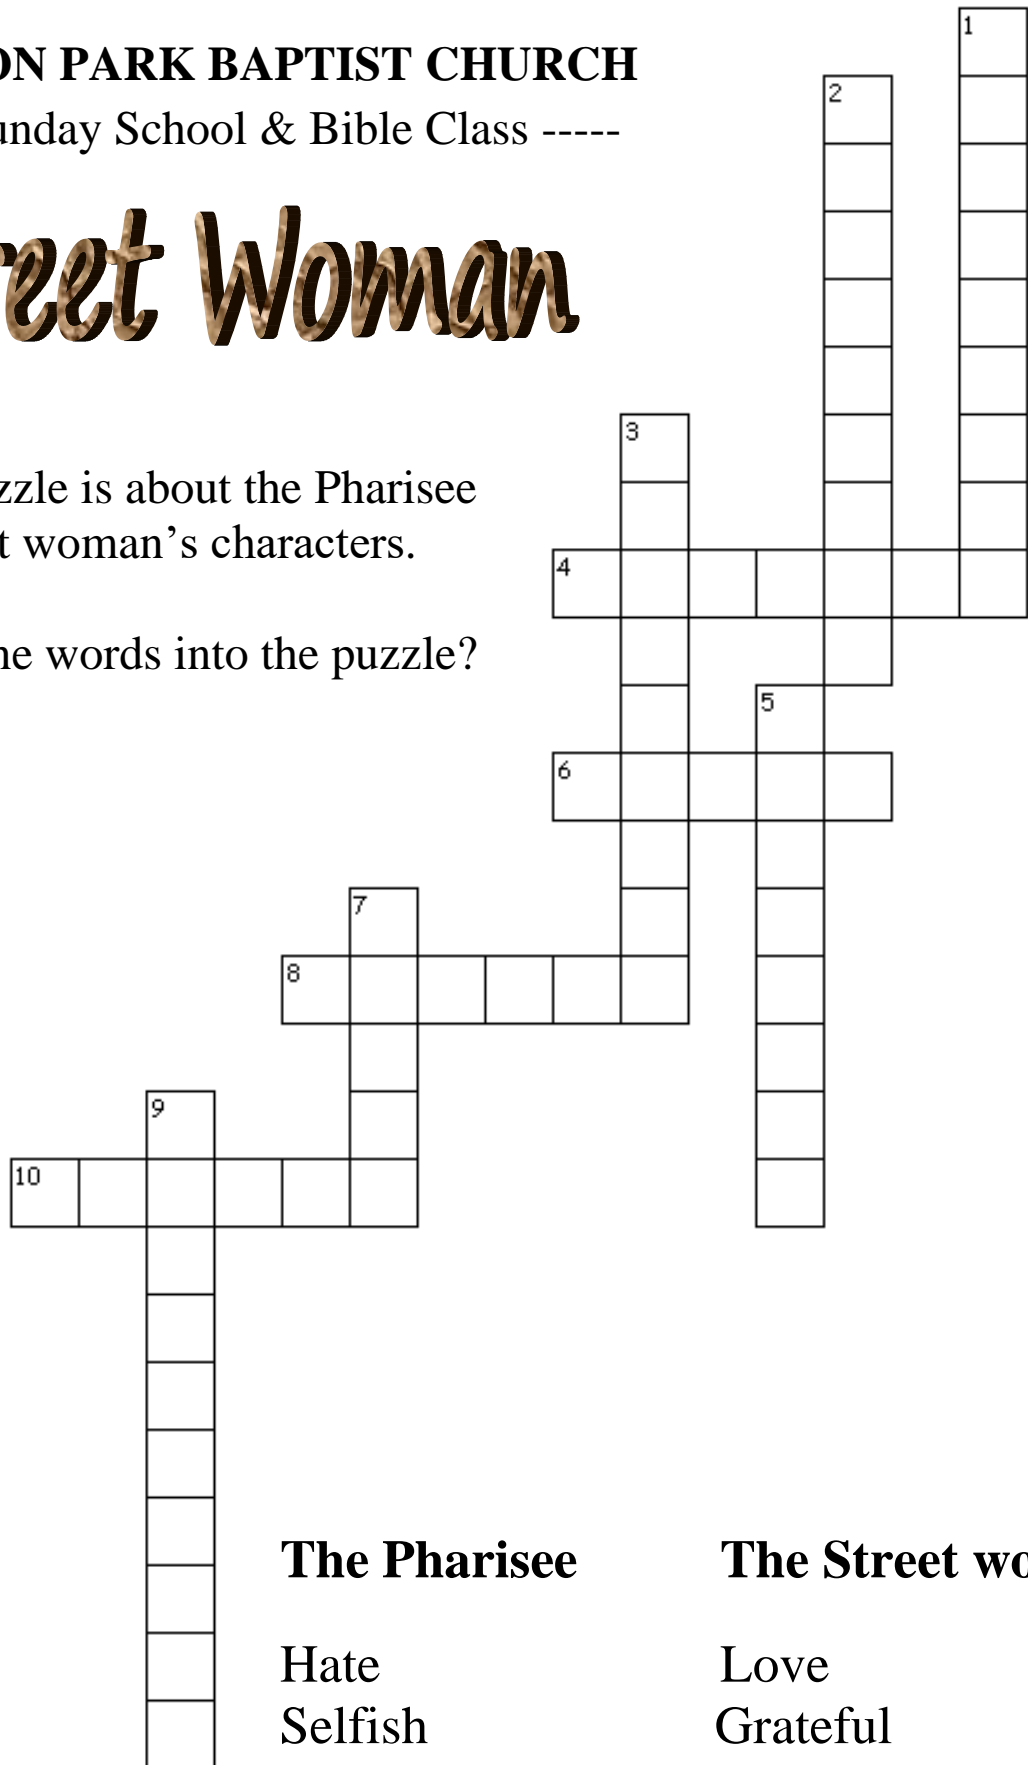 ON PARK BAPTIST CHURCH
unday School & Bible Class -----
reet Woman
zzle is about the Pharisee
t woman’s characters.
ne words into the puzzle?
1
2
3
4
5
6
7
8
9
10
The Pharisee The Street wo
Hate Love
Selfish Grateful